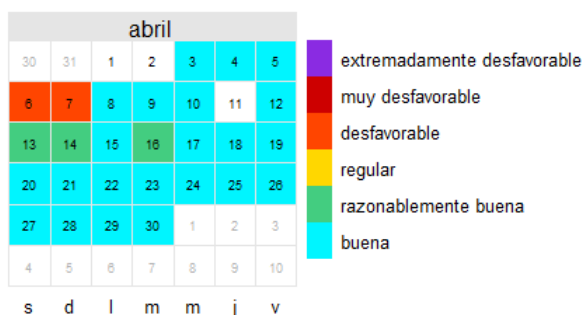 abril
30 31 1 2 3 4 5
6 7 8 9 10 11 12
13 14 15 16 17 18 19
20 21 22 23 24 25 26
27 28 29 30 1 2 3
4 5 6 7 8 9 10
s d l m m j v
extremadamente desfavorable
muy desfavorable
desfavorable
regular
razonablemente buena
buena